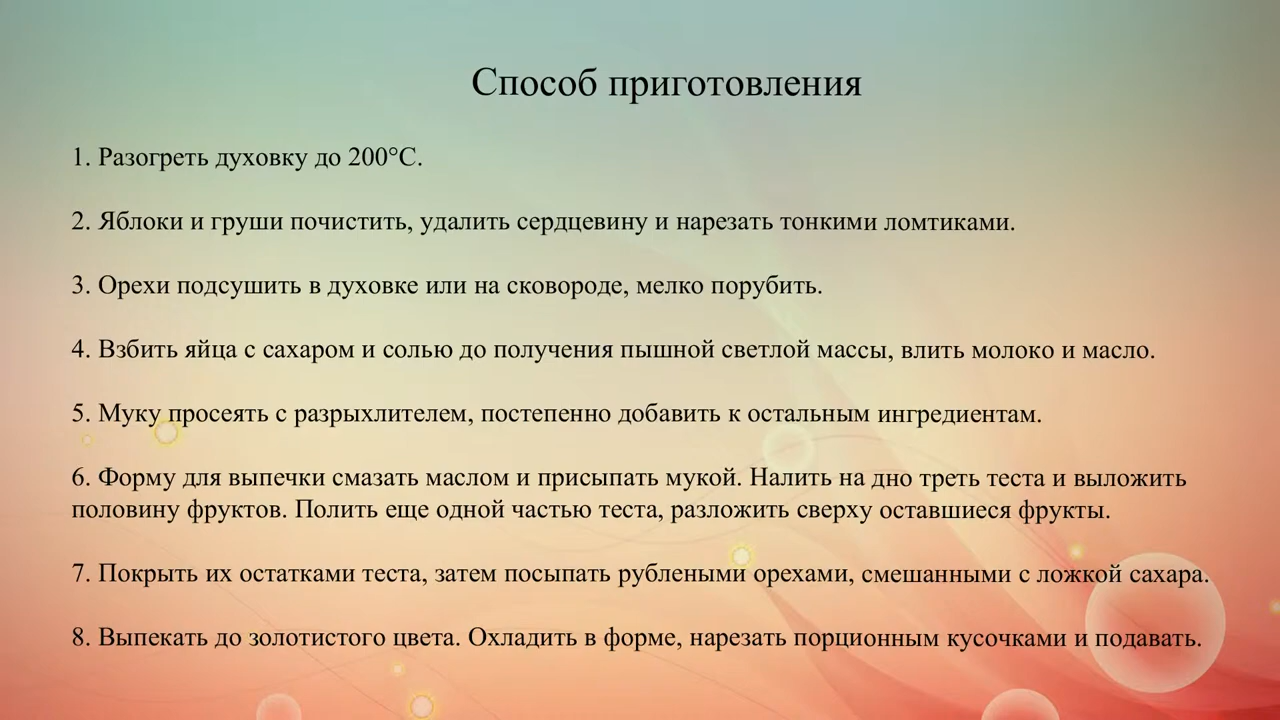 Способ приготовления
1. Разогреть духовку до 200°C.
2. Яблоки и груши почистить, удалить сердцевину и нарезать тонкими ломтиками.
3. Орехи подсушить в духовке или на сковороде, мелко порубить.
4. Взбить яйца с сахаром и солью до получения пышной светлой массы, влить молоко и масло.
5. Муку просеять с разрыхлителем, постепенно добавить к остальным ингредиентам.
6. Форму для выпечки смазать маслом и присыпать мукой. Налить на дно треть теста и выложить
половину фруктов. Полить еще одной частью теста, разложить сверху оставшиеся фрукты.
7. Покрыть их остатками теста, затем посыпать рублеными орехами, смешанными с ложкой сахара.
8. Выпекать до золотистого цвета. Охладить в форме, нарезать порционным кусочками и подавать.